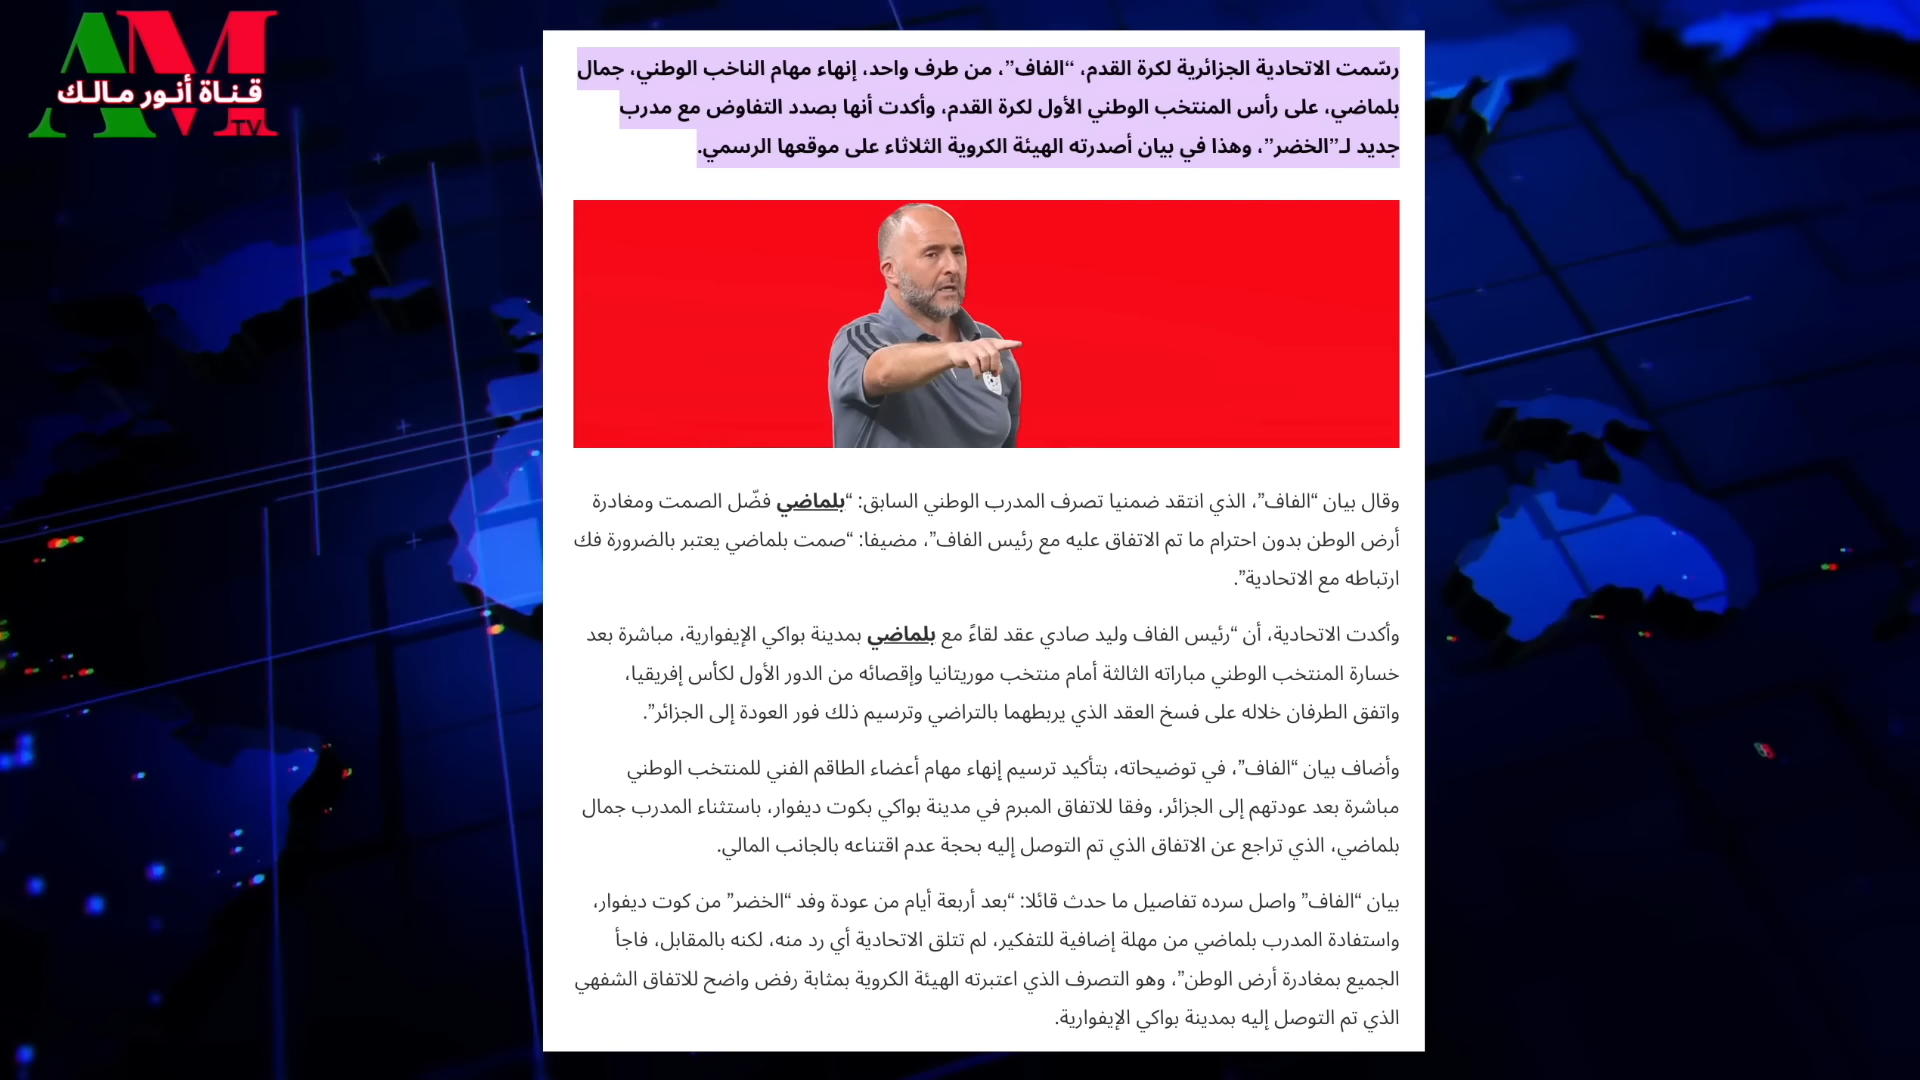 قناة أنور مالك
TV
رسّمت الاتحادية الجزائرية لكرة القدم، “الفاف”، من طرف واحد، إنهاء مهام الناخب الوطني، جمال
بلماضي، على رأس المنتخب الوطني الأول لكرة القدم، وأكدت أنها بصدد التفاوض مع مدرب
جديد لـ”الخضر”، وهذا في بيان أصدرته الهيئة الكروية الثلاثاء على موقعها الرسمي.
وقال بيان “الفاف”، الذي انتقد ضمنيا تصرف المدرب الوطني السابق: “بلماضي فضّل الصمت ومغادرة
أرض الوطن بدون احترام ما تم الاتفاق عليه مع رئيس الفاف”، مضيفا: “صمت بلماضي يعتبر بالضرورة فك
ارتباطه مع الاتحادية”.
وأكدت الاتحادية، أن “رئيس الفاف وليد صادي عقد لقاءً مع بلماضي بمدينة بواكي الإيفوارية، مباشرة بعد
خسارة المنتخب الوطني مباراته الثالثة أمام منتخب موريتانيا وإقصائه من الدور الأول لكأس إفريقيا،
واتفق الطرفان خلاله على فسخ العقد الذي يربطهما بالتراضي وترسيم ذلك فور العودة إلى الجزائر”.
وأضاف بيان “الفاف”، في توضيحاته، بتأكيد ترسيم إنهاء مهام أعضاء الطاقم الفني للمنتخب الوطني
مباشرة بعد عودتهم إلى الجزائر، وفقا للاتفاق المبرم في مدينة بواكي بكوت ديفوار، باستثناء المدرب جمال
بلماضي، الذي تراجع عن الاتفاق الذي تم التوصل إليه بحجة عدم اقتناعه بالجانب المالي.
بيان “الفاف” واصل سرده تفاصيل ما حدث قائلا: “بعد أربعة أيام من عودة وفد “الخضر” من كوت ديفوار،
واستفادة المدرب بلماضي من مهلة إضافية للتفكير، لم تتلق الاتحادية أي رد منه، لكنه بالمقابل، فاجأ
الجميع بمغادرة أرض الوطن”، وهو التصرف الذي اعتبرته الهيئة الكروية بمثابة رفض واضح للاتفاق الشفهي
الذي تم التوصل إليه بمدينة بواكي الإيفوارية.